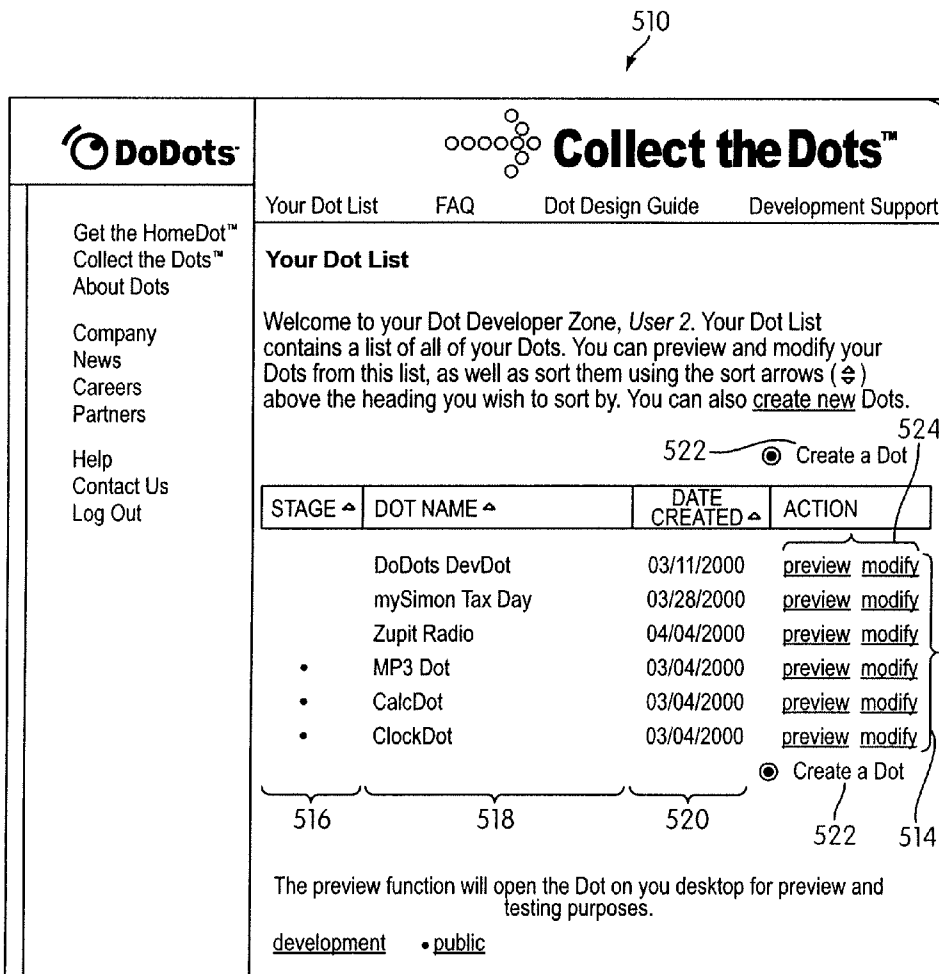 510
DoDots
Collect the Dots™
Your Dot List FAQ Dot Design Guide Development Support
Get the HomeDot™
Collect the Dots™
About Dots
Company
News
Careers
Partners
Help
Contact Us
Log Out
Your Dot List
Welcome to your Dot Developer Zone, User 2. Your Dot List
contains a list of all of your Dots. You can preview and modify your
Dots from this list, as well as sort them using the sort arrows ( )
above the heading you wish to sort by. You can also create new Dots.
524
522 Create a Dot
STAGE DOT NAME DATE CREATED ACTION
DoDots DevDot 03/11/2000 preview modify
mySimon Tax Day 03/28/2000 preview modify
Zupit Radio 04/04/2000 preview modify
• MP3 Dot 03/04/2000 preview modify
• CalcDot 03/04/2000 preview modify
• ClockDot 03/04/2000 preview modify
Create a Dot
516 518 520 522 514
The preview function will open the Dot on you desktop for preview and
testing purposes.
development • public